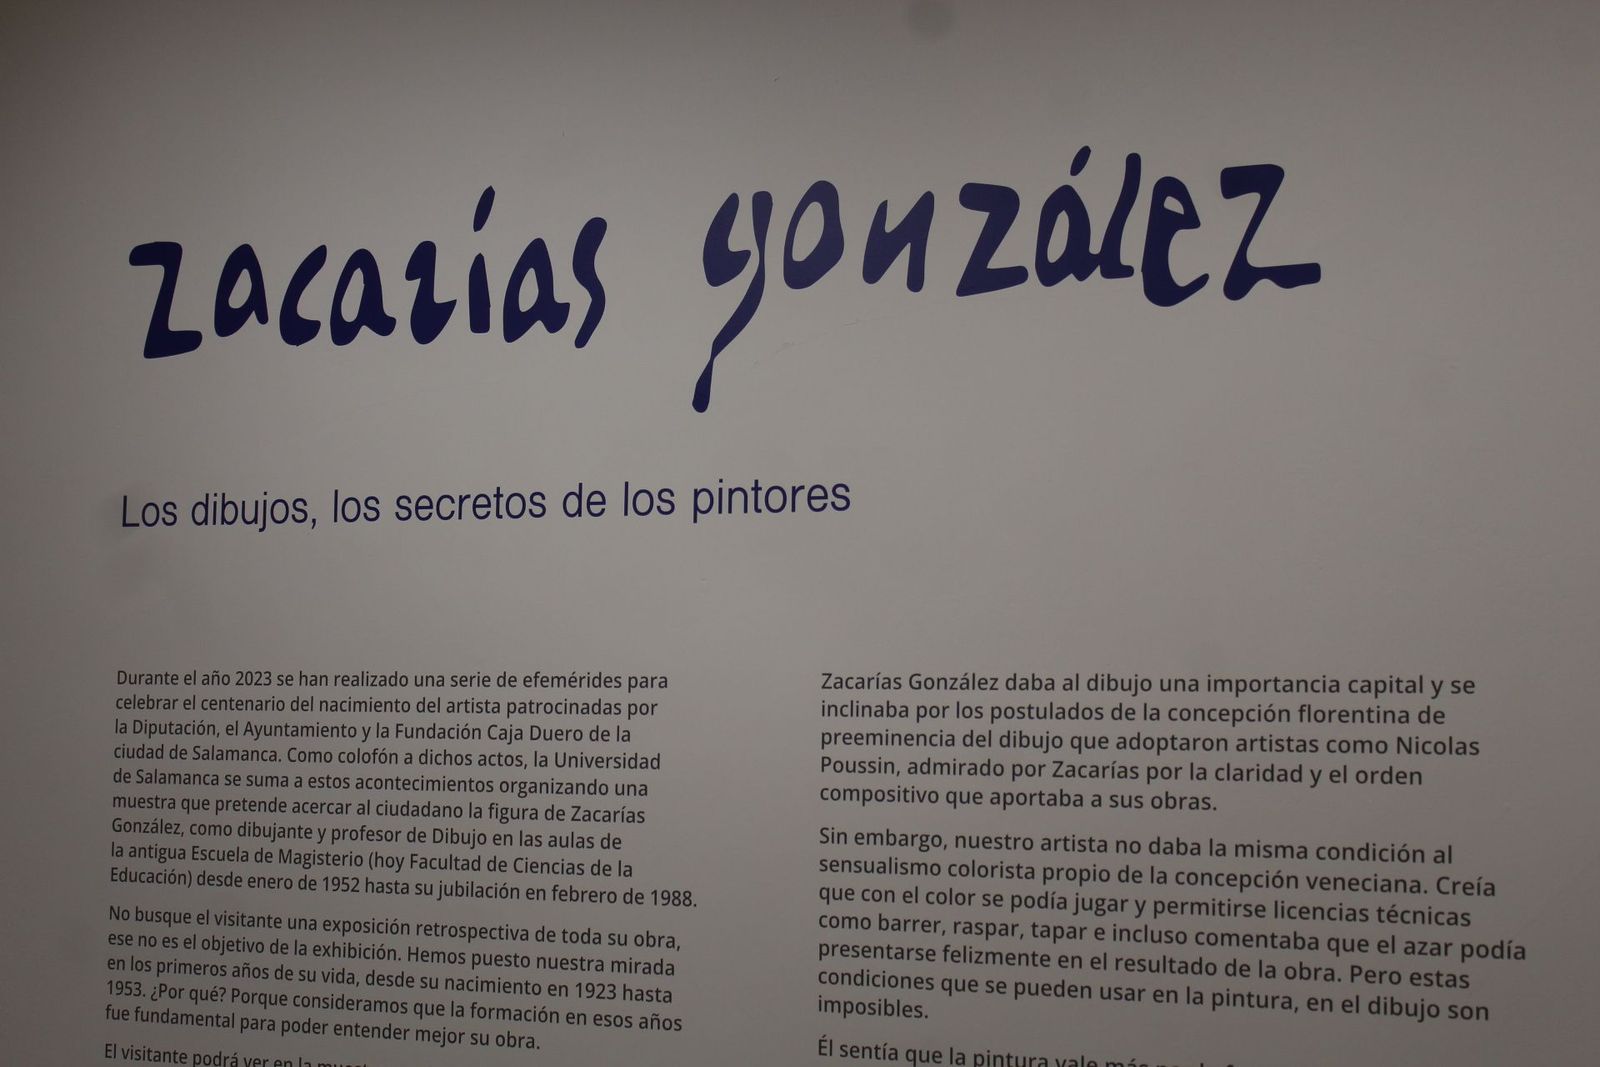 zacarías gonzález
Los dibujos, los secretos de los pintores
Durante el año 2023 se han realizado una serie de efemérides para
celebrar el centenario del nacimiento del artista patrocinadas por
la Diputación, el Ayuntamiento y la Fundación Caja Duero de la
ciudad de Salamanca. Como colofón a dichos actos, la Universidad
de Salamanca se suma a estos acontecimientos organizando una
muestra que pretende acercar al ciudadano la figura de Zacarías
González, como dibujante y profesor de Dibujo en las aulas de
la antigua Escuela de Magisterio (hoy Facultad de Ciencias de la
Educación) desde enero de 1952 hasta su jubilación en febrero de 1988.
No busque el visitante una exposición retrospectiva de toda su obra,
ese no es el objetivo de la exhibición. Hemos puesto nuestra mirada
en los primeros años de su vida, desde su nacimiento en 1923 hasta
1953. ¿Por qué? Porque consideramos que la formación en esos años
fue fundamental para poder entender mejor su obra.
El visitante podrá ver en la
Zacarías González daba al dibujo una importancia capital y se
inclinaba por los postulados de la concepción florentina de
preeminencia del dibujo que adoptaron artistas como Nicolas
Poussin, admirado por Zacarías por la claridad y el orden
compositivo que aportaba a sus obras.
Sin embargo, nuestro artista no daba la misma condición al
sensualismo colorista propio de la concepción veneciana. Creía
que con el color se podía jugar y permitirse licencias técnicas
como barrer, raspar, tapar e incluso comentaba que el azar podía
presentarse felizmente en el resultado de la obra. Pero estas
condiciones que se pueden usar en la pintura, en el dibujo son
imposibles.
Él sentía que la pintura vale más